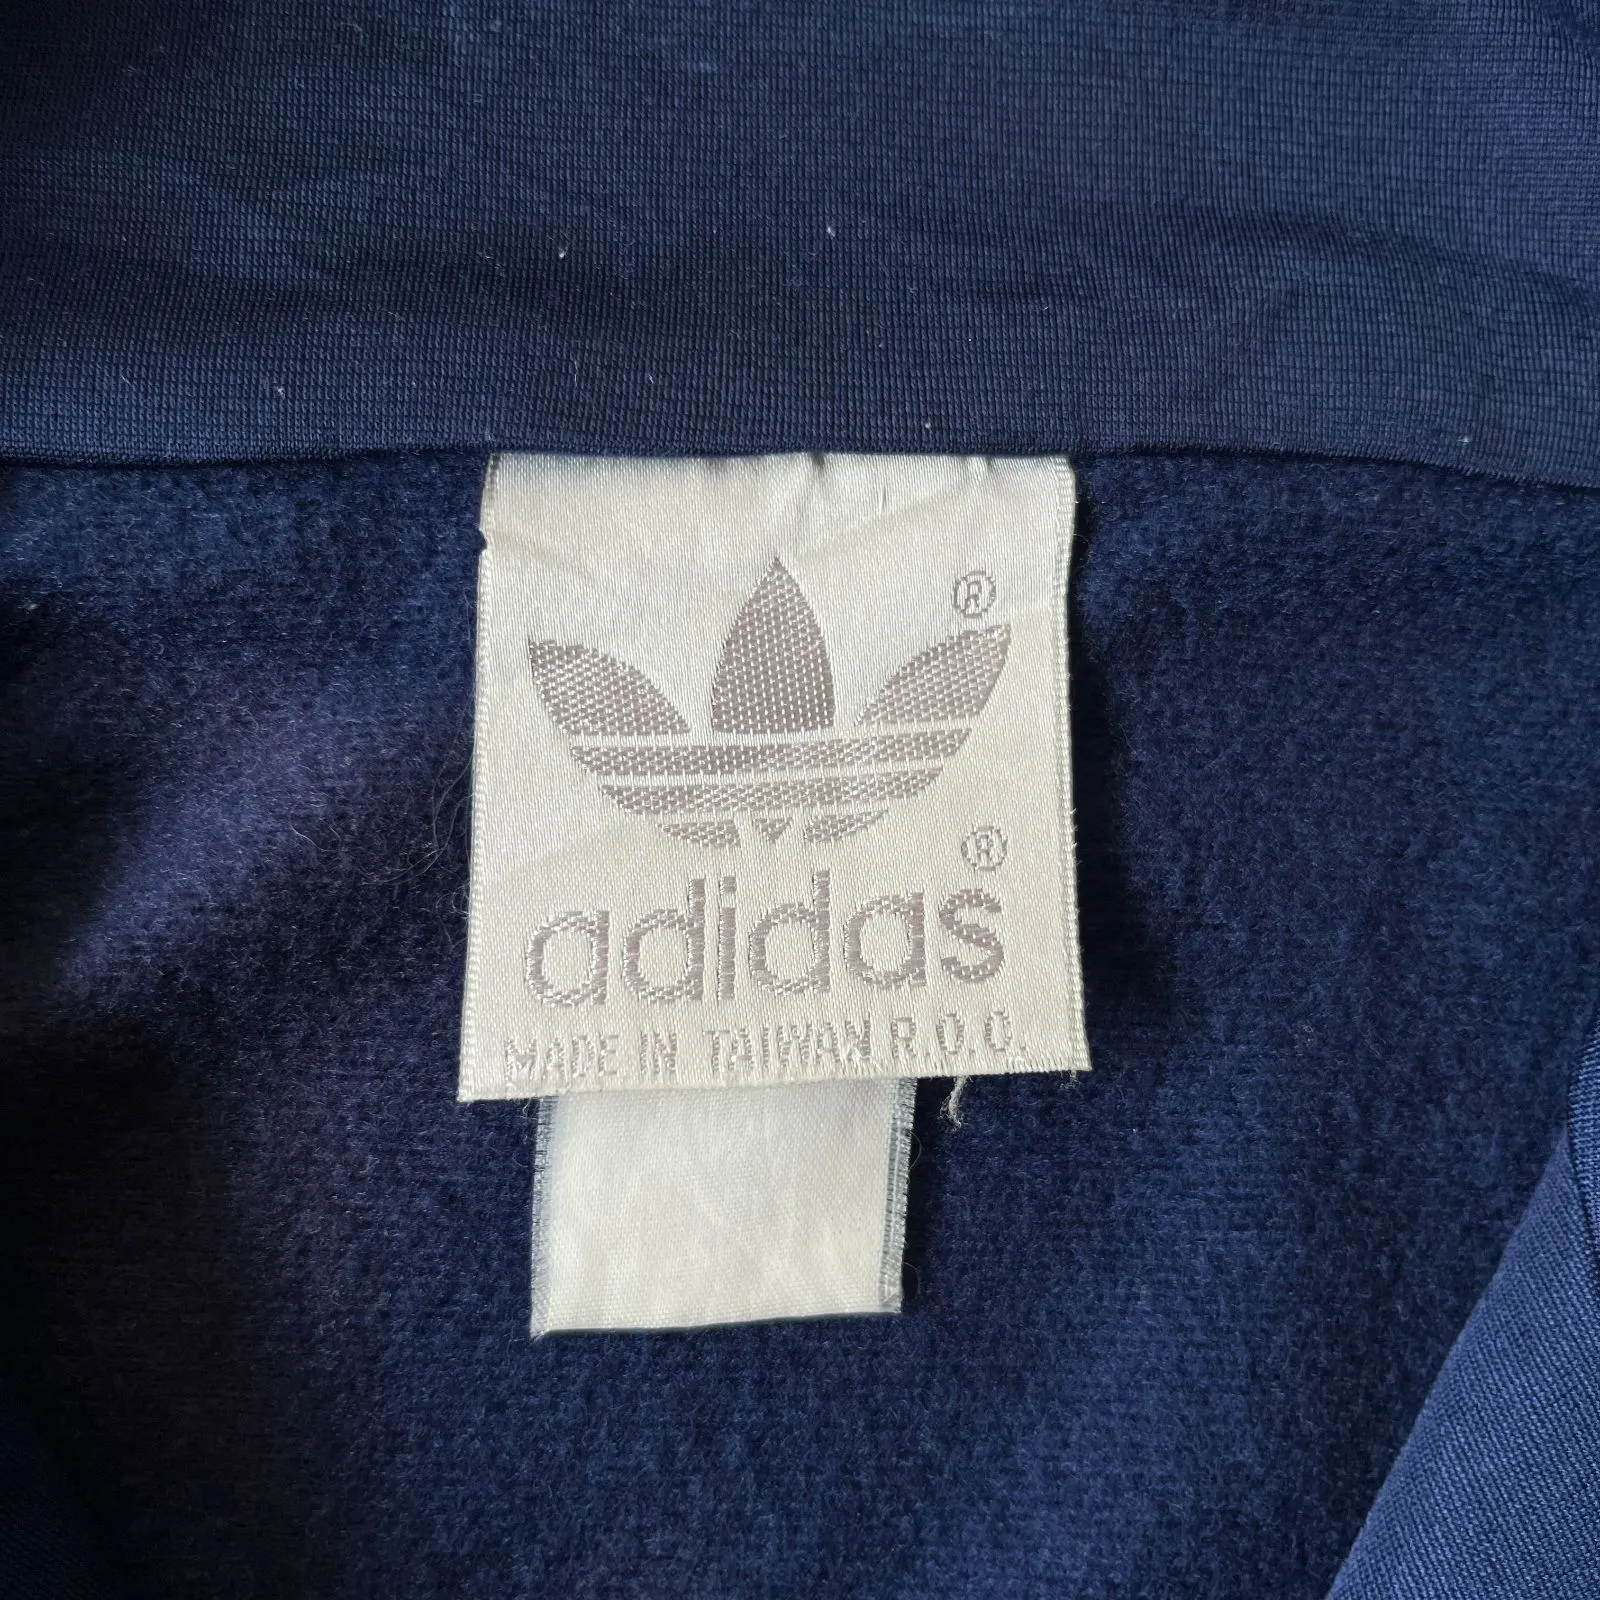 ®
®
adidas
MADE IN TAIWAN R.O.C.